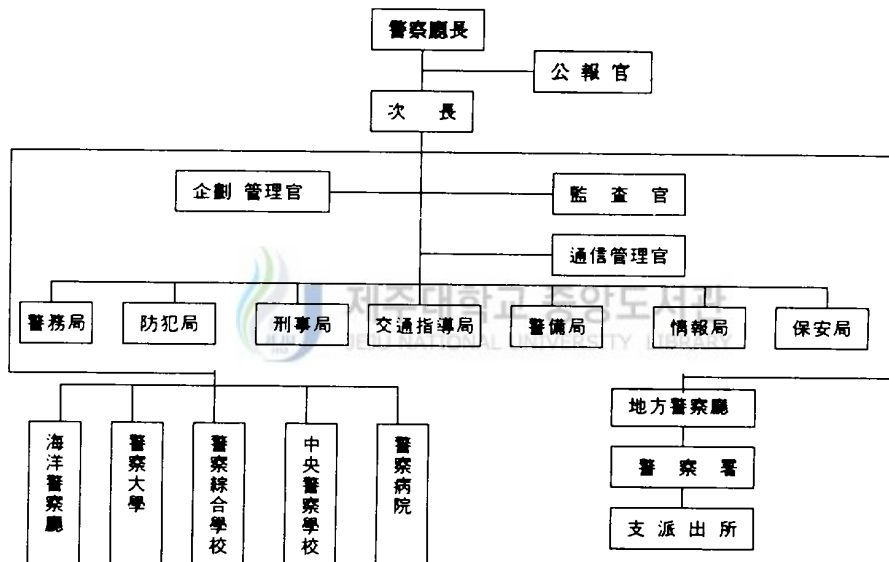 警察廳長
公報官
次長
企劃 管理官
監査官
通信管理官
제주대학교 중앙도서관
JEJU NATIONAL UNIVERSITY LIBRARY
警務局
防犯局
刑事局
交通指導局
警備局
情報局
保安局
地方警察廳
警察署
支派出所
海洋警察廳
警察大學
警察綜合學校
中央警察學校
警察病院